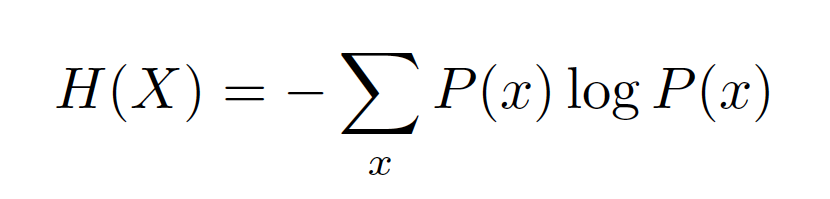 H(X) = − ∑ₓ P(x) log P(x)